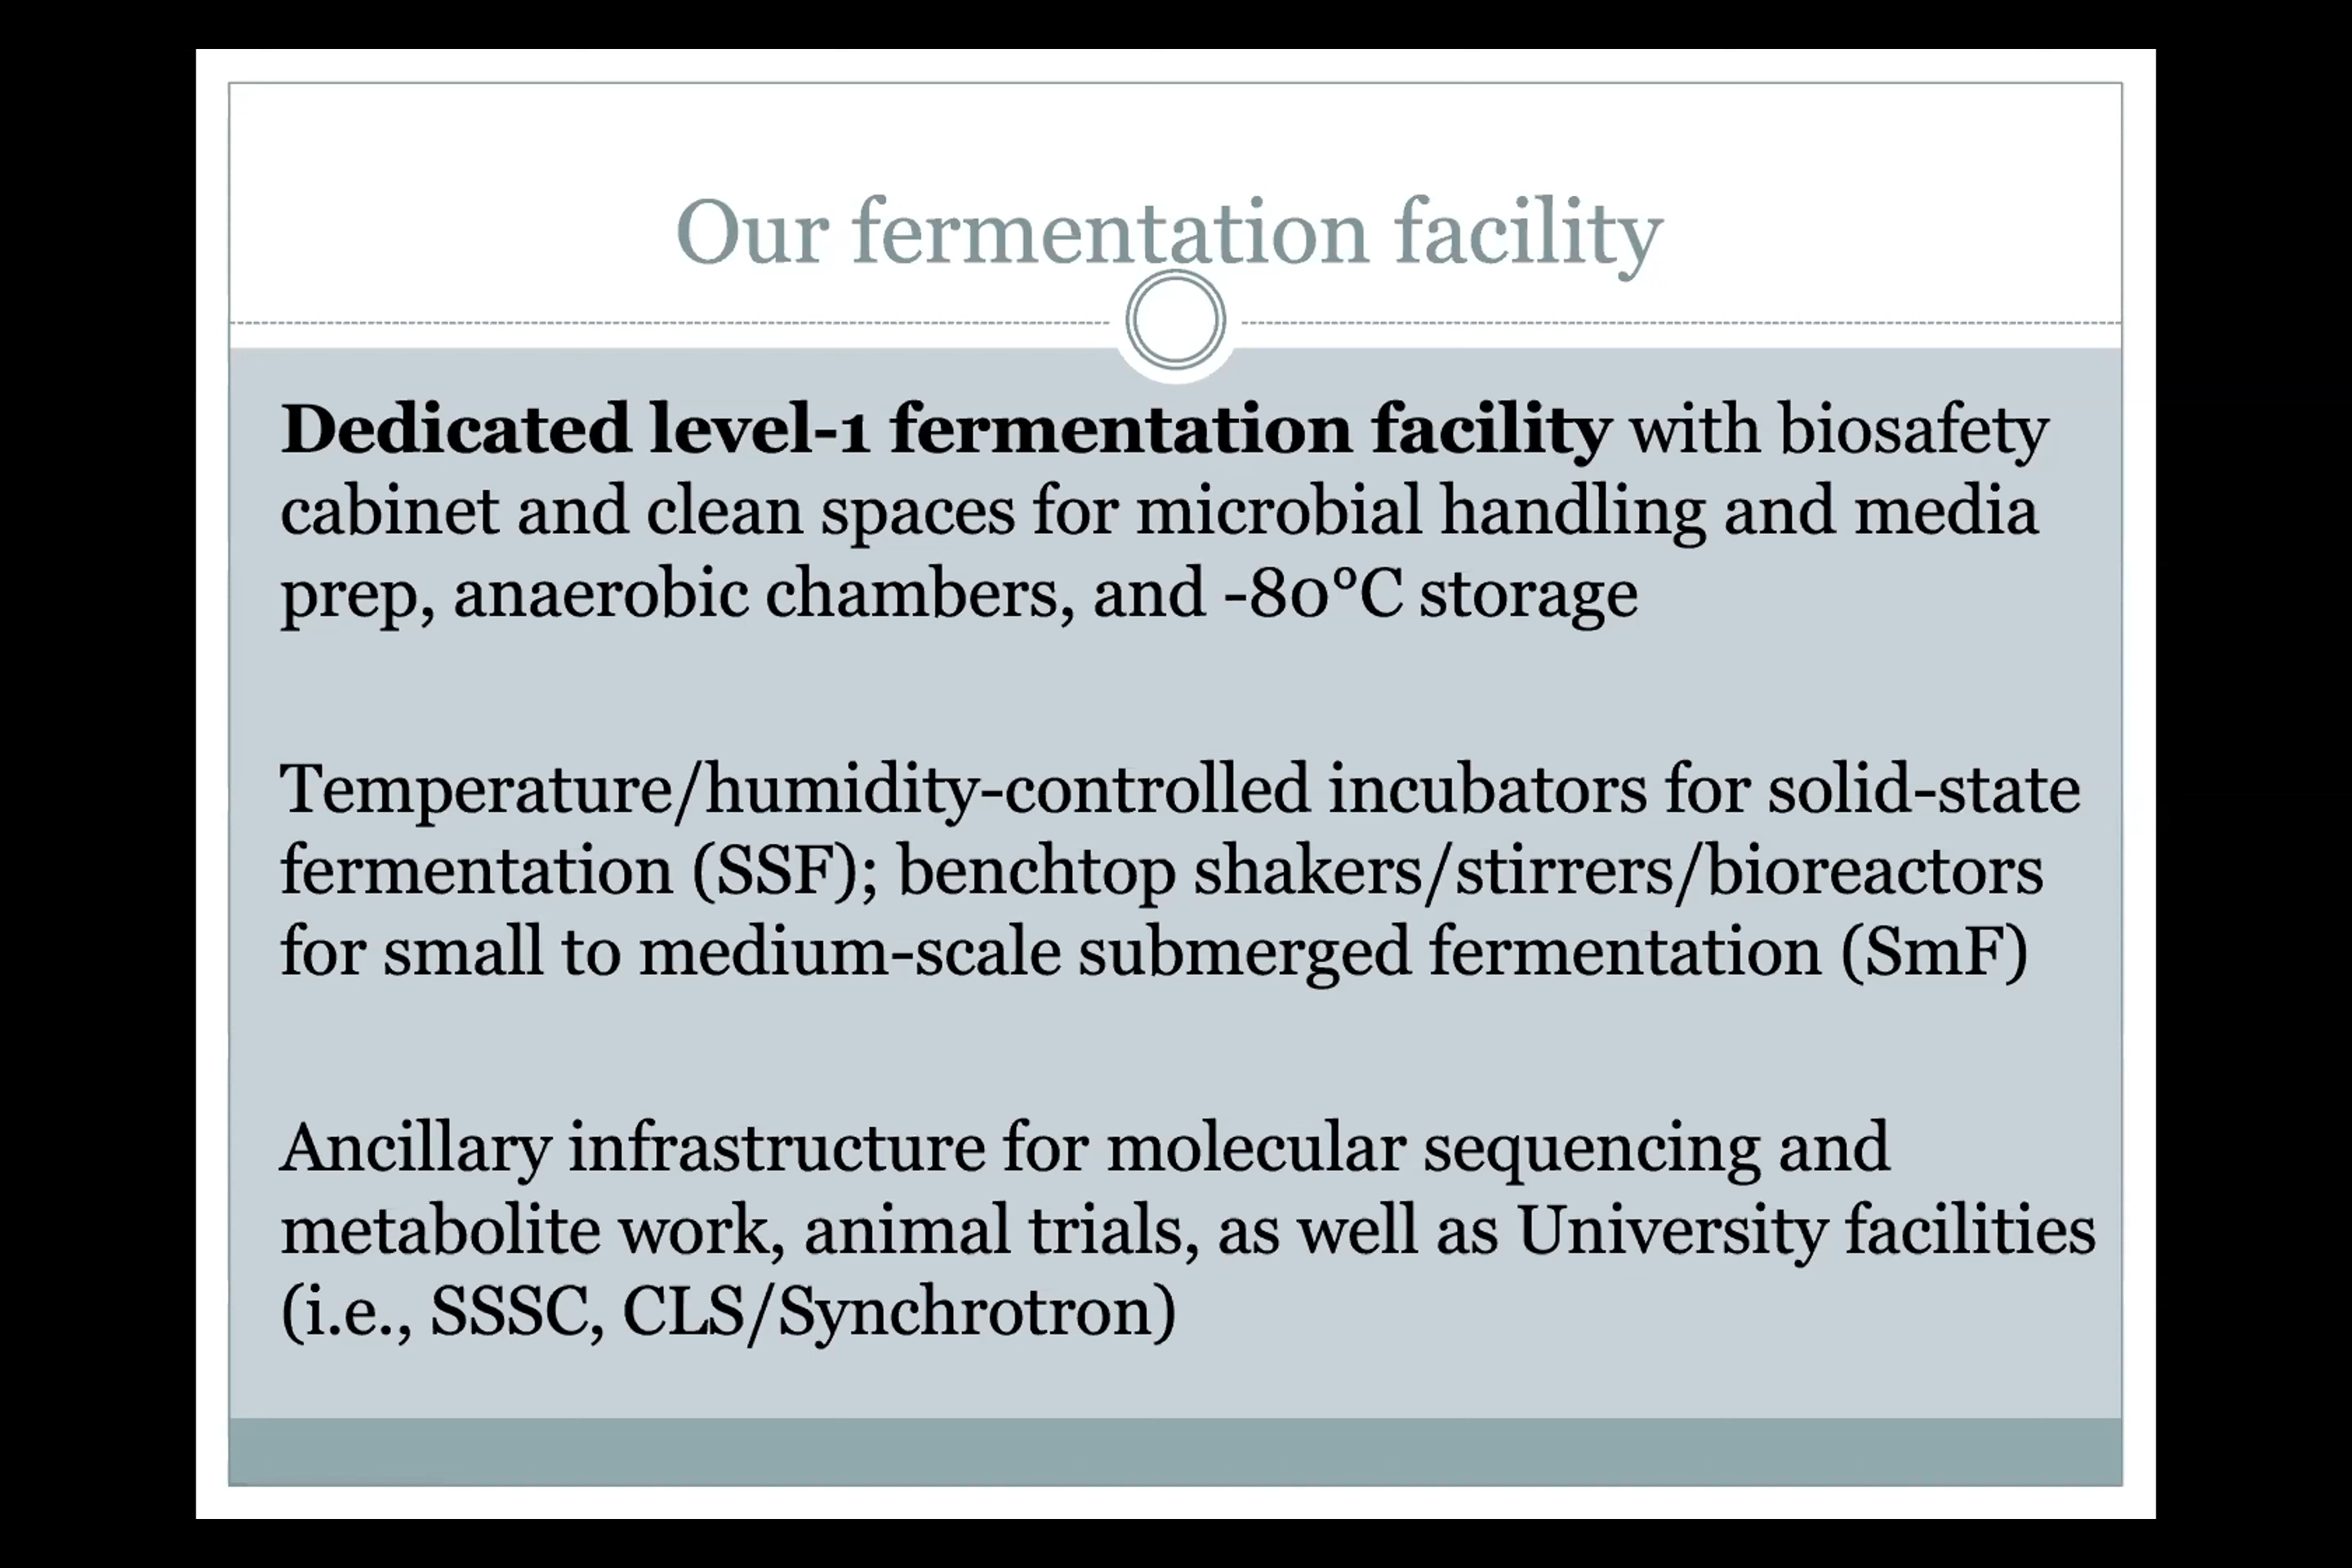 Our fermentation facility
Dedicated level-1 fermentation facility with biosafety
cabinet and clean spaces for microbial handling and media
prep, anaerobic chambers, and -80°C storage
Temperature/humidity-controlled incubators for solid-state
fermentation (SSF); benchtop shakers/stirrers/bioreactors
for small to medium-scale submerged fermentation (SmF)
Ancillary infrastructure for molecular sequencing and
metabolite work, animal trials, as well as University facilities
(i.e., SSSC, CLS/Synchrotron)